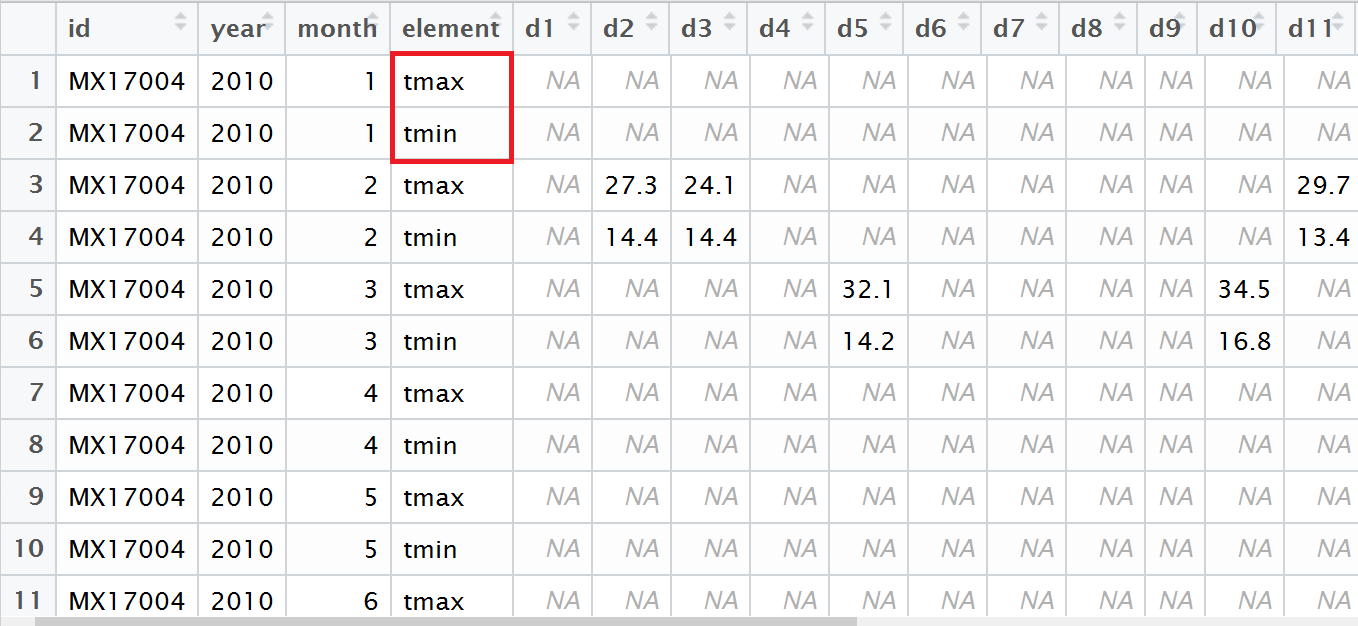 id year month element d1 d2 d3 d4 d5 d6 d7 d8 d9 d10 d11
1 MX17004 2010 1 tmax NA NA NA NA NA NA NA NA NA NA NA
2 MX17004 2010 1 tmin NA NA NA NA NA NA NA NA NA NA NA
3 MX17004 2010 2 tmax NA 27.3 24.1 NA NA NA NA NA NA NA 29.7
4 MX17004 2010 2 tmin NA 14.4 14.4 NA NA NA NA NA NA NA 13.4
5 MX17004 2010 3 tmax NA NA NA NA 32.1 NA NA NA NA 34.5 NA
6 MX17004 2010 3 tmin NA NA NA NA 14.2 NA NA NA NA 16.8 NA
7 MX17004 2010 4 tmax NA NA NA NA NA NA NA NA NA NA NA
8 MX17004 2010 4 tmin NA NA NA NA NA NA NA NA NA NA NA
9 MX17004 2010 5 tmax NA NA NA NA NA NA NA NA NA NA NA
10 MX17004 2010 5 tmin NA NA NA NA NA NA NA NA NA NA NA
11 MX17004 2010 6 tmax NA NA NA NA NA NA NA NA NA NA NA